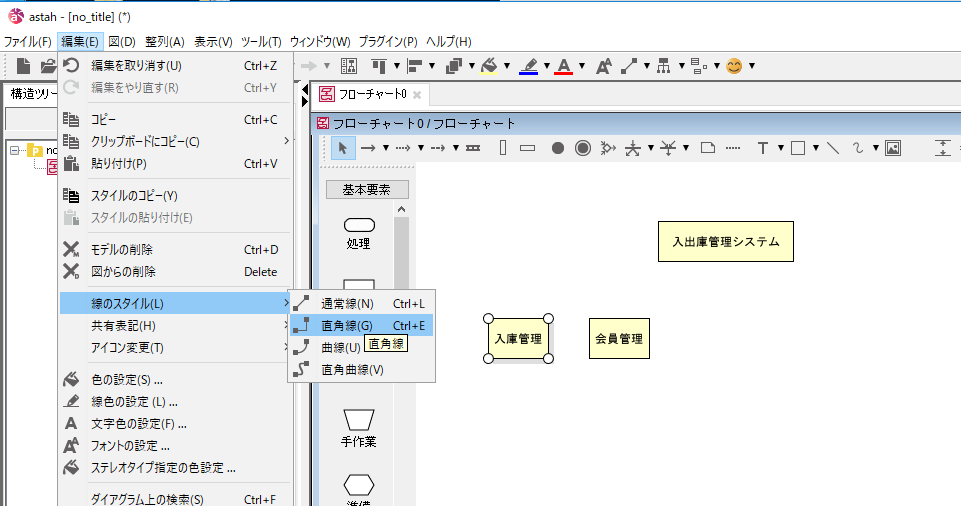 astah - [no_title] (*)
ファイル(F) 編集(E) 図(D) 整列(A) 表示(V) ツール(T) ウィンドウ(W) プラグイン(P) ヘルプ(H)
構造ツリー
no
編集を取り消す(U) Ctrl+Z
編集をやり直す(R) Ctrl+Y
コピー Ctrl+C
クリップボードにコピー(C)
貼り付け(P) Ctrl+V
スタイルのコピー(Y)
スタイルの貼り付け(E)
モデルの削除 Ctrl+D
図からの削除 Delete
線のスタイル(L)
共有表記(H)
アイコン変更(T)
色の設定(S) ...
線色の設定 (L) ...
文字色の設定(F) ...
フォントの設定 ...
ステレオタイプ指定の色設定 ...
ダイアグラム上の検索(S) Ctrl+F
通常線(N) Ctrl+L
直角線(G) Ctrl+E
曲線(U)
直角線
直角曲線(V)
フローチャート0
フローチャート0 / フローチャート
基本要素
処理
手作業
準備
入出庫管理システム
入庫管理
会員管理